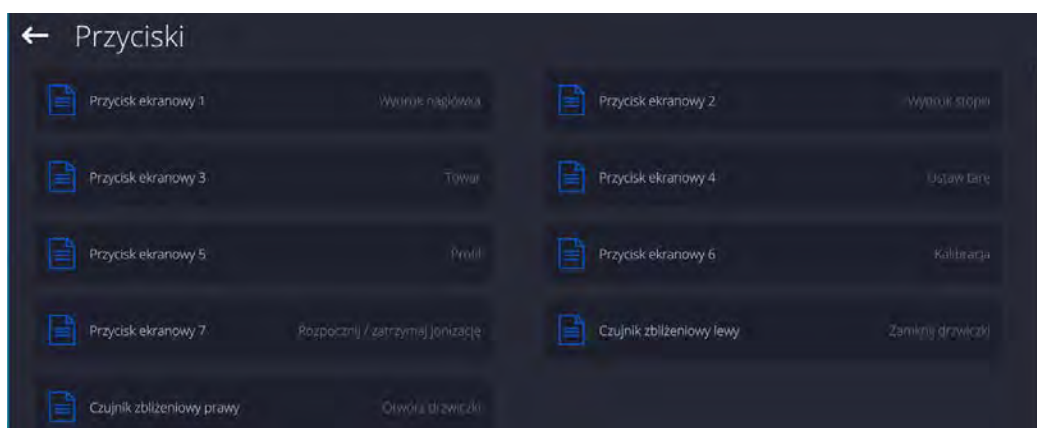 Przyciski
Przycisk ekranowy 1 Wydruk nagłówka
Przycisk ekranowy 2 Wydruk stopki
Przycisk ekranowy 3 Towar
Przycisk ekranowy 4 Ustaw tarę
Przycisk ekranowy 5 Profil
Przycisk ekranowy 6 Kalibracja
Przycisk ekranowy 7 Rozpocznij / zatrzymaj jonizację
Czujnik zbliżeniowy lewy Zamknij drzwiczki
Czujnik zbliżeniowy prawy Otwórz drzwiczki